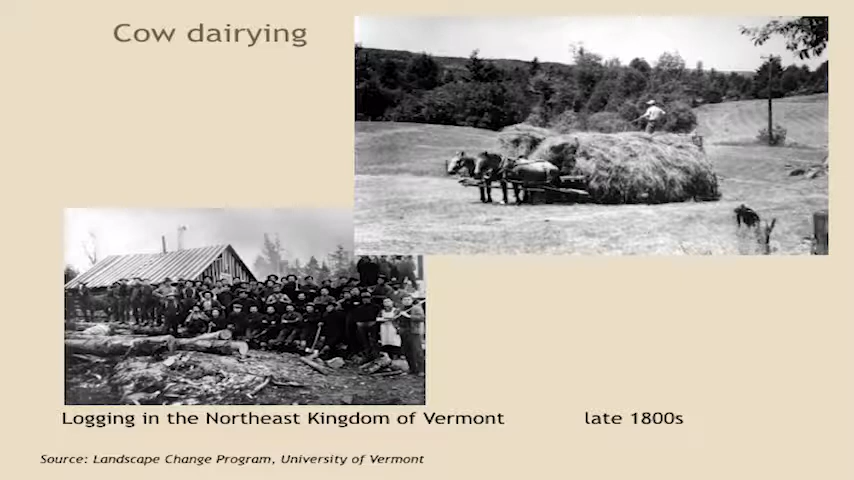 Cow dairying
Logging in the Northeast Kingdom of Vermont late 1800s
Source: Landscape Change Program, University of Vermont